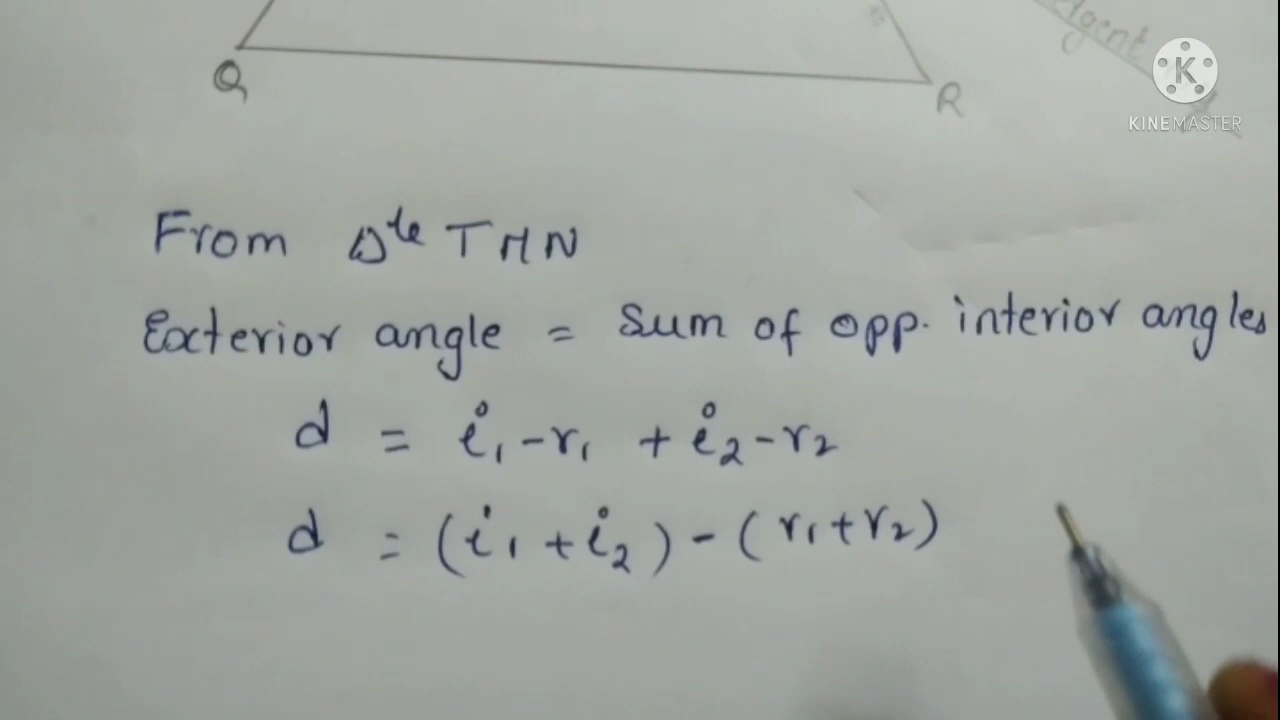 Q
R
K
KINEMASTER
From Δle THN
Exterior angle = Sum of opp. interior angles
d = i₁ - r₁ + i₂ - r₂
d = (i₁ + i₂) - (r₁ + r₂)